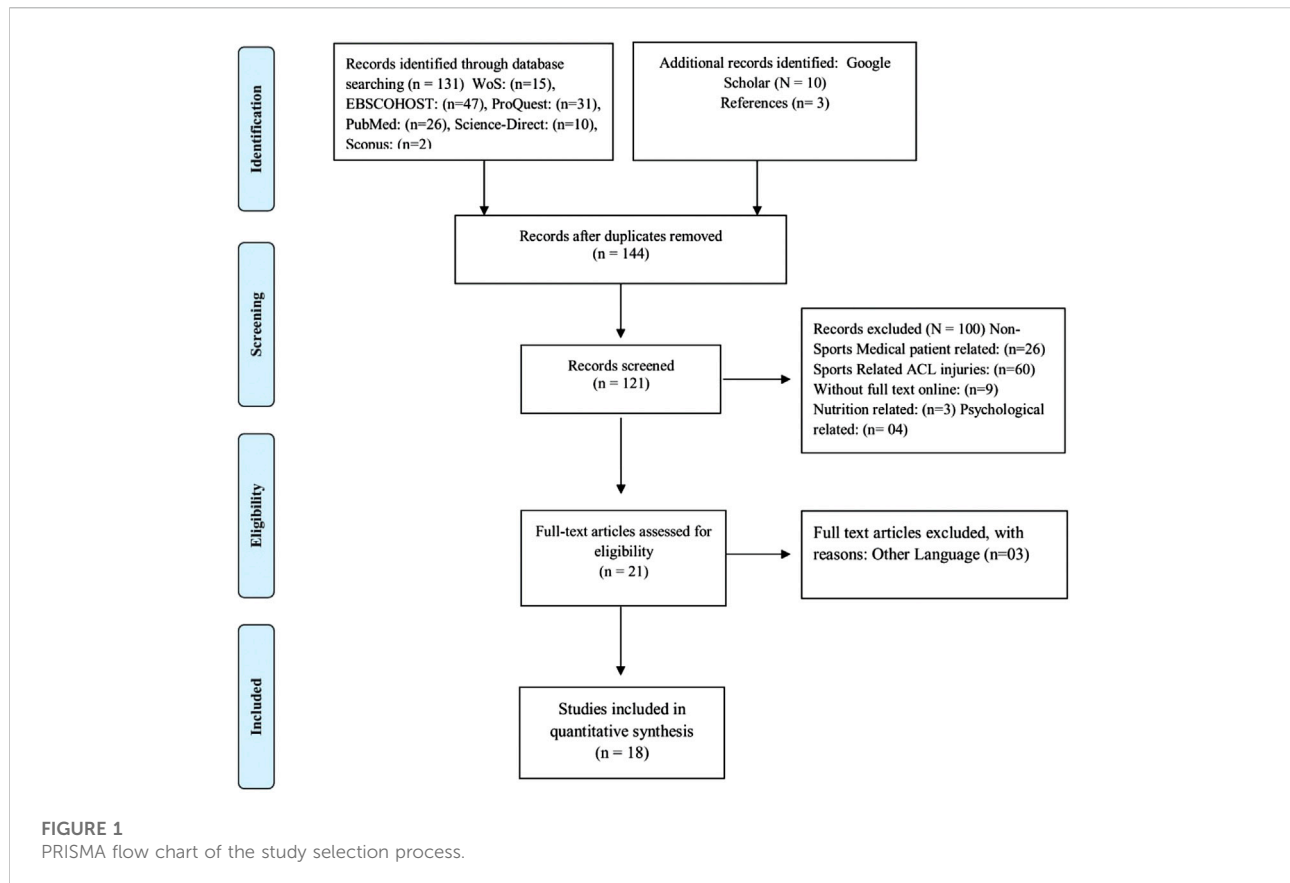 Identification
Records identified through database
searching (n = 131) WoS: (n=15),
EBSCOHOST: (n=47), ProQuest: (n=31),
PubMed: (n=26), Science-Direct: (n=10),
Scopus: (n=2)
Additional records identified: Google
Scholar (N = 10)
References (n= 3)
Records after duplicates removed
(n = 144)
Screening
Records screened
n = 121)
Records excluded (N = 100) Non-
Sports Medical patient related: (n=26)
Sports Related ACL injuries: (n=60)
Without full text online: (n=9)
Nutrition related: (n=3) Psychological
related: (n= 04)
Eligibility
Full-text articles assessed for
eligibility
(n = 21)
Full text articles excluded, with
reasons: Other Language (n=03)
Included
Studies included in
quantitative synthesis
(n = 18)
FIGURE 1
PRISMA flow chart of the study selection process.